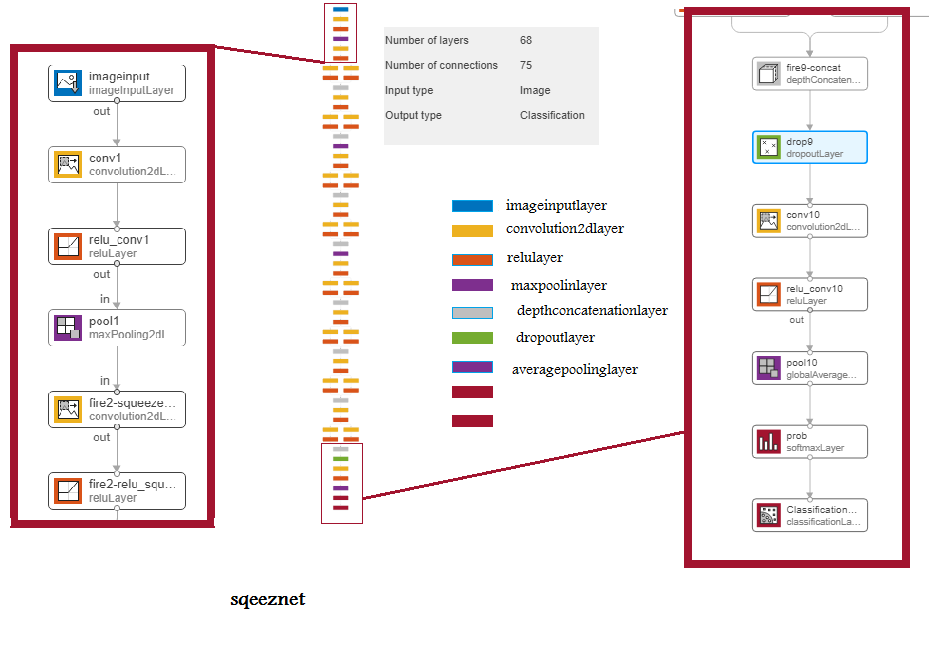 imageinput
imageInputLayer
out
conv1
convolution2dL...
relu_conv1
reluLayer
out
in
pool1
maxPooling2dl
in
fire2-squeeze...
convolution2dL...
out
fire2-relu_squ...
reluLayer
Number of layers 68
Number of connections 75
Input type Image
Output type Classification
imageinputlayer
convolution2dlayer
relulayer
maxpoolinlayer
depthconcatenationlayer
dropoutlayer
averagepoolinglayer
fire9-concat
depthConcaten...
drop9
dropoutLayer
conv10
convolution2dL...
relu_conv10
reluLayer
out
pool10
globalAverage...
prob
softmaxLayer
Classification...
classificationLa...
sqeeznet